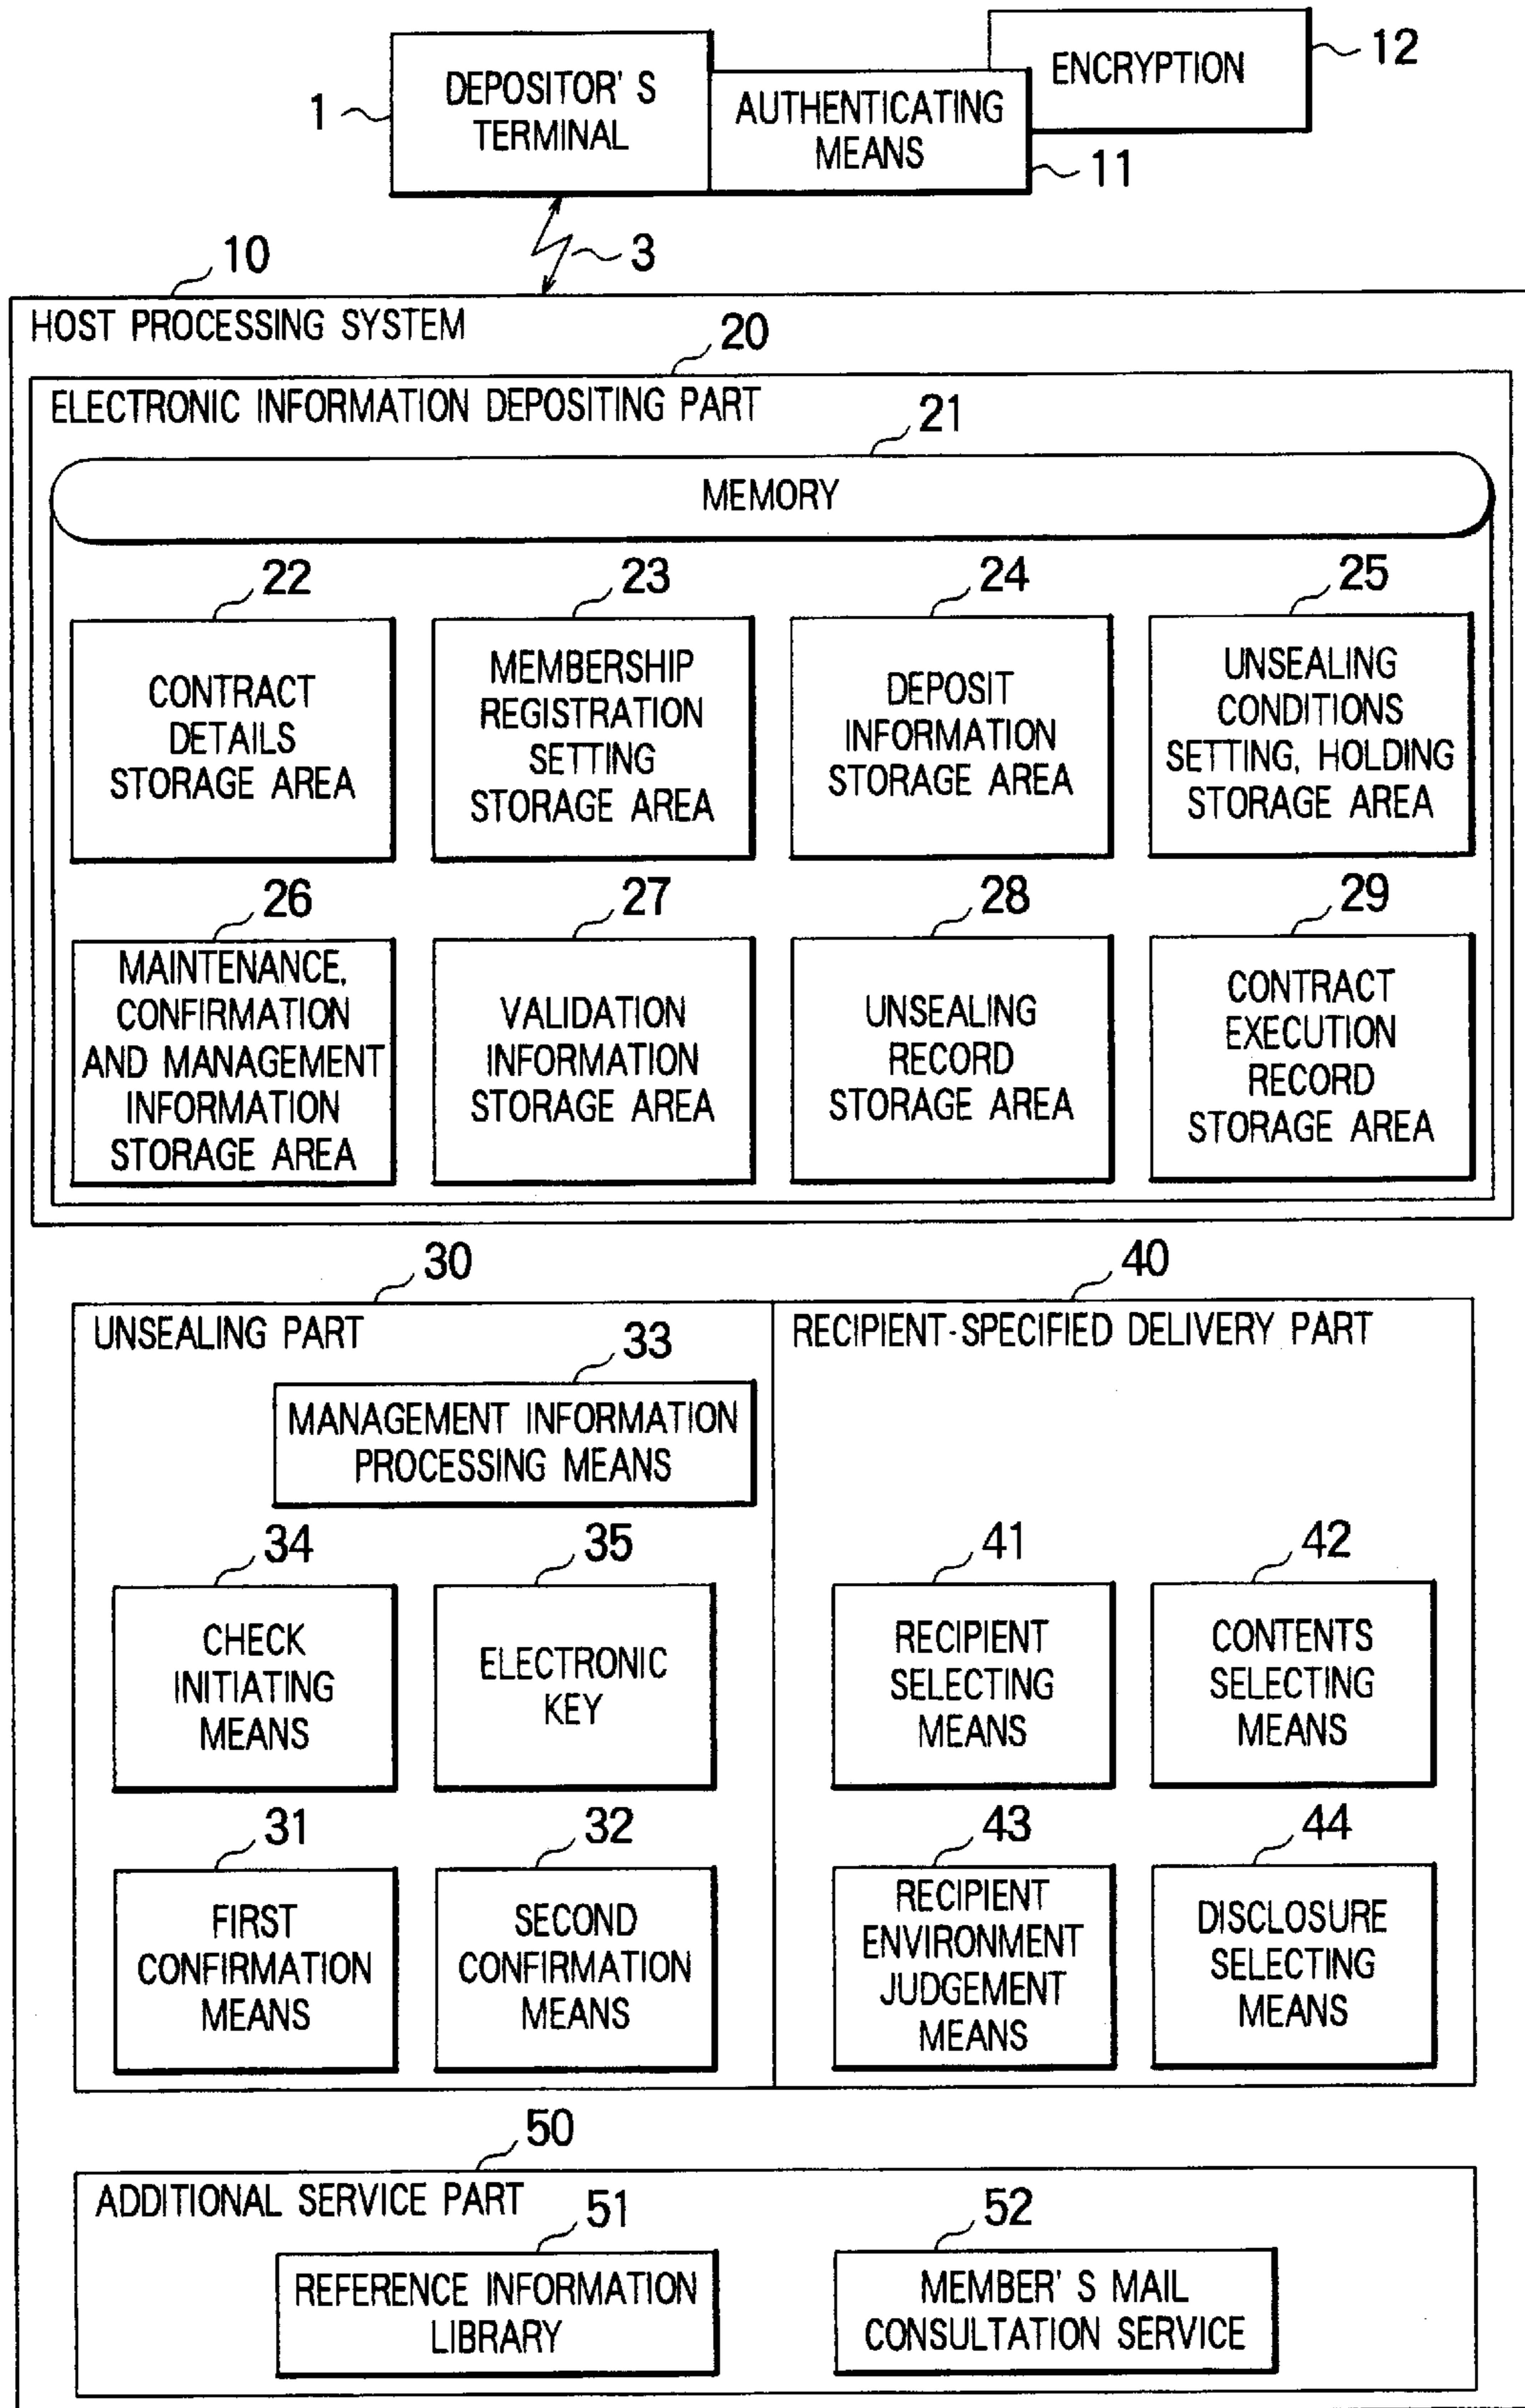 1
DEPOSITOR' S
TERMINAL
AUTHENTICATING
MEANS
11
ENCRYPTION
12
3
10
HOST PROCESSING SYSTEM
20
ELECTRONIC INFORMATION DEPOSITING PART
21
MEMORY
22
CONTRACT
DETAILS
STORAGE AREA
23
MEMBERSHIP
REGISTRATION
SETTING
STORAGE AREA
24
DEPOSIT
INFORMATION
STORAGE AREA
25
UNSEALING
CONDITIONS
SETTING, HOLDING
STORAGE AREA
26
MAINTENANCE,
CONFIRMATION
AND MANAGEMENT
INFORMATION
STORAGE AREA
27
VALIDATION
INFORMATION
STORAGE AREA
28
UNSEALING
RECORD
STORAGE AREA
29
CONTRACT
EXECUTION
RECORD
STORAGE AREA
30
UNSEALING PART
33
MANAGEMENT INFORMATION
PROCESSING MEANS
34
CHECK
INITIATING
MEANS
35
ELECTRONIC
KEY
31
FIRST
CONFIRMATION
MEANS
32
SECOND
CONFIRMATION
MEANS
40
RECIPIENT-SPECIFIED DELIVERY PART
41
RECIPIENT
SELECTING
MEANS
42
CONTENTS
SELECTING
MEANS
43
RECIPIENT
ENVIRONMENT
JUDGEMENT
MEANS
44
DISCLOSURE
SELECTING
MEANS
50
ADDITIONAL SERVICE PART
51
REFERENCE INFORMATION
LIBRARY
52
MEMBER' S MAIL
CONSULTATION SERVICE